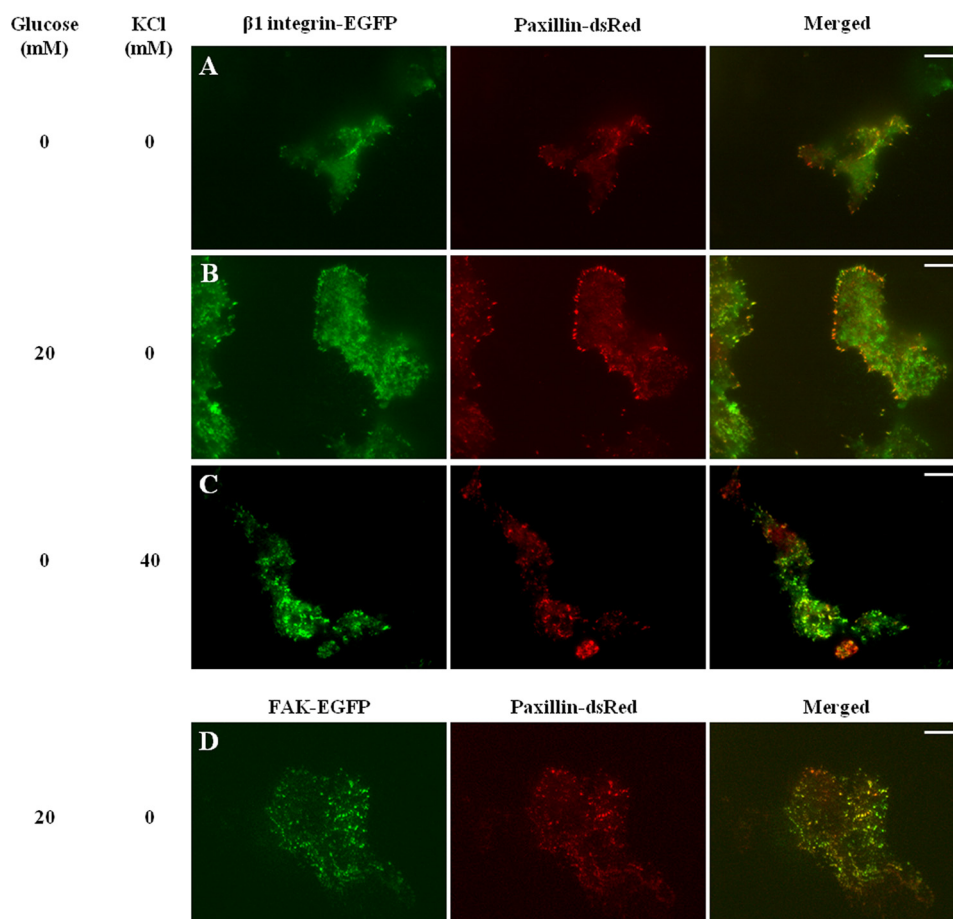 Glucose (mM) KCl (mM) β1 integrin-EGFP Paxillin-dsRed Merged
A
0 0
B
20 0
C
0 40
FAK-EGFP Paxillin-dsRed Merged
D
20 0